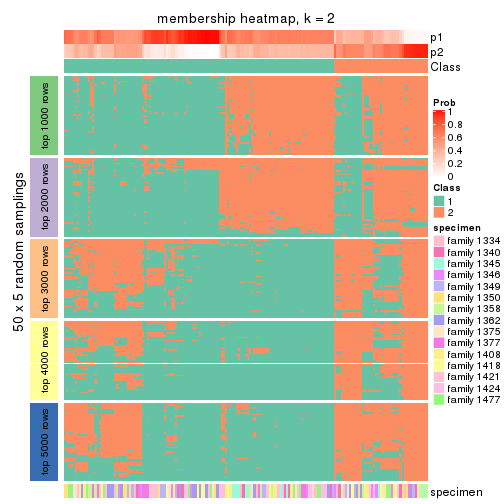 membership heatmap, k = 2
p1
p2
Class
50 x 5 random samplings
top 1000 rows
top 2000 rows
top 3000 rows
top 4000 rows
top 5000 rows
specimen
Prob
1
0.8
0.6
0.4
0.2
0
Class
1
2
specimen
family 1334
family 1340
family 1345
family 1346
family 1349
family 1350
family 1358
family 1362
family 1375
family 1377
family 1408
family 1418
family 1421
family 1424
family 1477